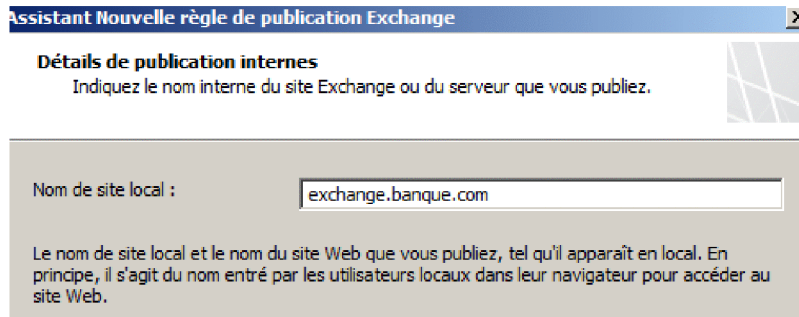 Assistant Nouvelle règle de publication Exchange
Détails de publication internes
Indiquez le nom interne du site Exchange ou du serveur que vous publiez.
Nom de site local :
exchange.banque.com
Le nom de site local et le nom du site Web que vous publiez, tel qu'il apparaît en local. En
principe, il s'agit du nom entré par les utilisateurs locaux dans leur navigateur pour accéder au
site Web.